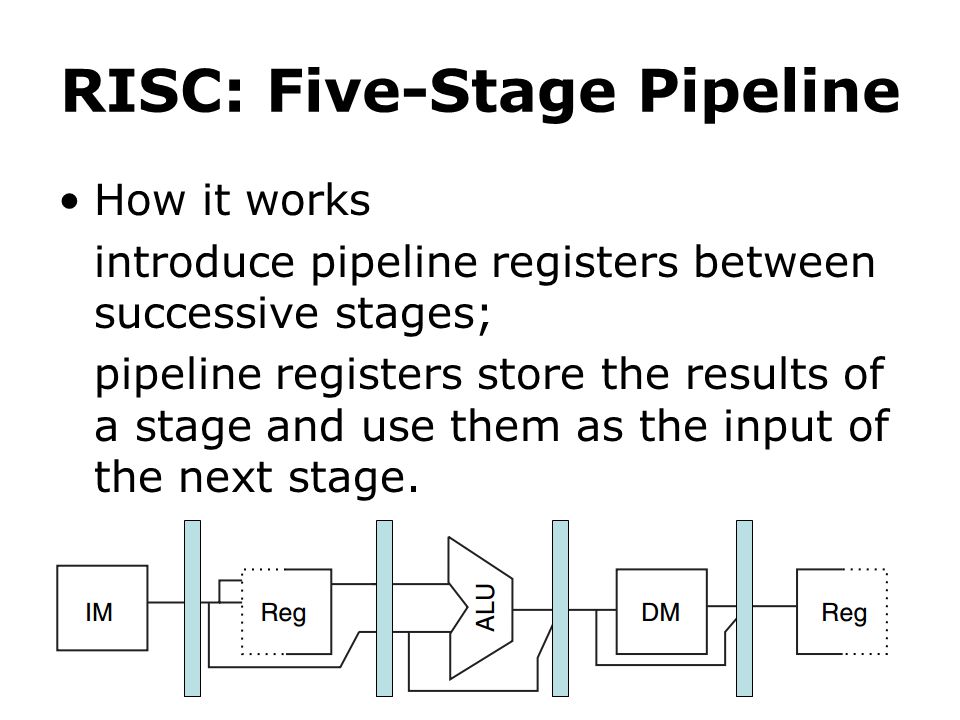 RISC: Five-Stage Pipeline
• How it works
introduce pipeline registers between
successive stages;
pipeline registers store the results of
a stage and use them as the input of
the next stage.
IM
Reg
ALU
DM
Reg